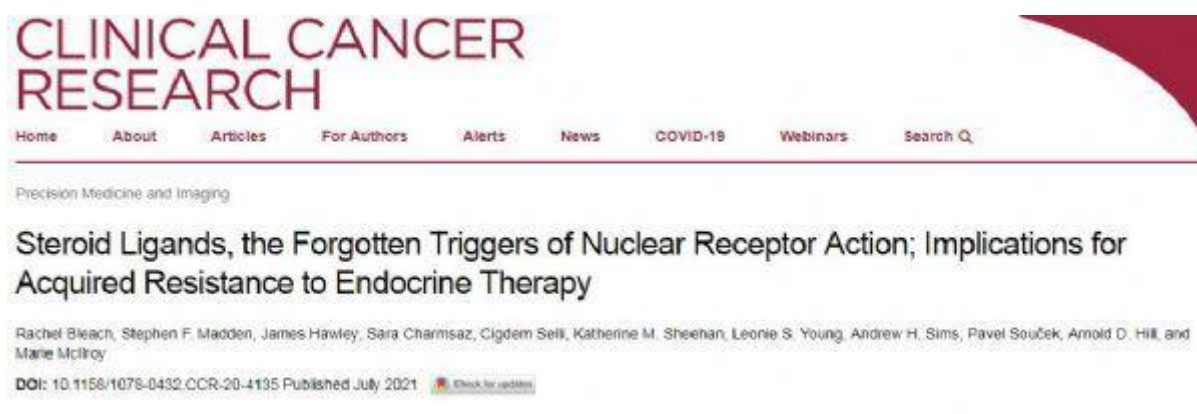 CLINICAL CANCER
RESEARCH
Home About Articles For Authors Alerts News COVID-19 Webinars Search
Precision Medicine and Imaging
Steroid Ligands, the Forgotten Triggers of Nuclear Receptor Action; Implications for
Acquired Resistance to Endocrine Therapy
Rachel Bleach, Stephen F. Madden, James Hawley, Sara Charmsaz, Cigdem Selli, Katherine M. Sheehan, Leonie S. Young, Andrew H. Sims, Pavel Souček, Arnold D. Hill, and
Marie McIlroy
DOI: 10.1158/1078-0432.CCR-20-4135 Published July 2021 Check for updates